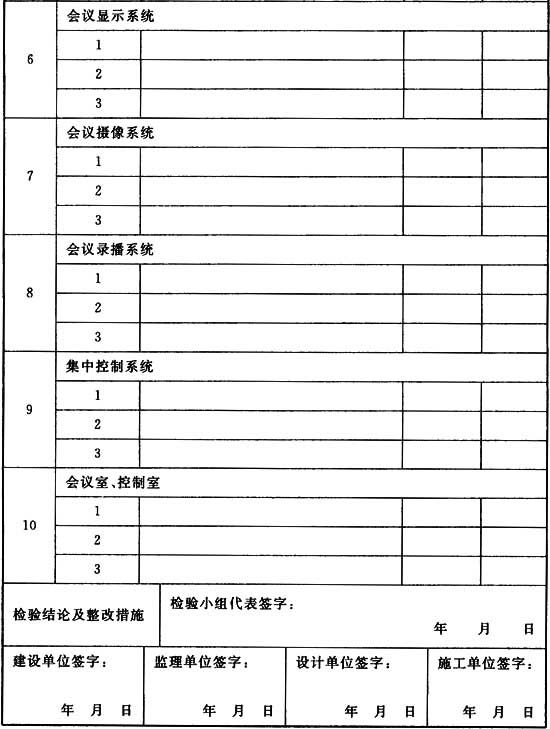 会议显示系统
6
1
2
3
会议摄像系统
7
1
2
3
会议录播系统
8
1
2
3
集中控制系统
9
1
2
3
会议室、控制室
10
1
2
3
检验结论及整改措施
检验小组代表签字：
年 月 日
建设单位签字： 监理单位签字： 设计单位签字： 施工单位签字：
年 月 日 年 月 日 年 月 日 年 月 日